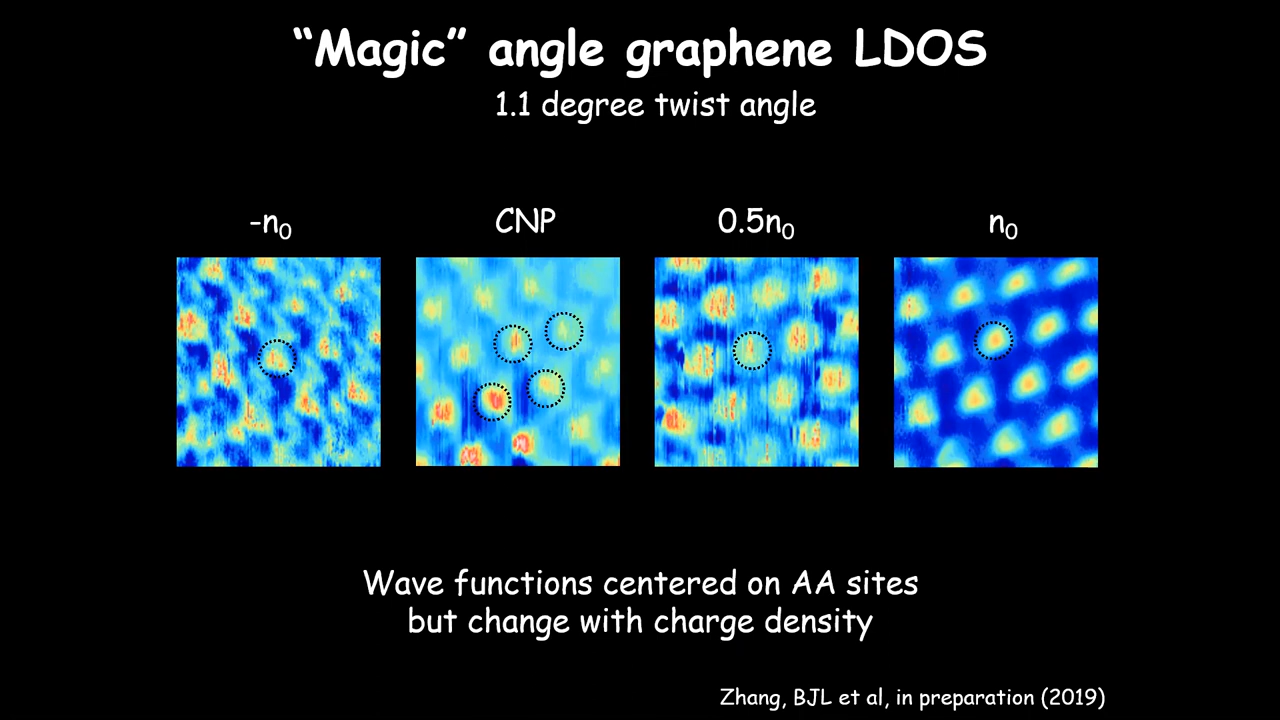 “Magic” angle graphene LDOS
1.1 degree twist angle
-n₀
CNP
0.5n₀
n₀
Wave functions centered on AA sites
but change with charge density
Zhang, BJL et al, in preparation (2019)